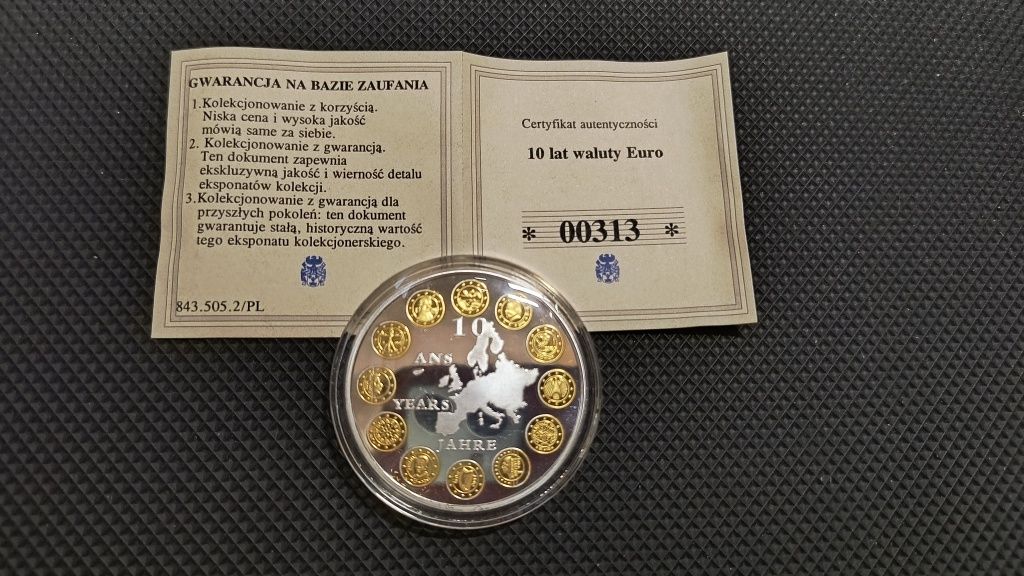 GWARANCJA NA BAZIE ZAUFANIA
1.Kolekcjonowanie z korzyścią.
Niska cena i wysoka jakość
mówią same za siebie.
2. Kolekcjonowanie z gwarancją.
Ten dokument zapewnia
ekskluzywną jakość i wierność detalu
eksponatów kolekcji.
3.Kolekcjonowanie z gwarancją dla
przyszłych pokoleń: ten dokument
gwarantuje stałą, historyczną wartość
tego eksponatu kolekcjonerskiego.
843.505.2/PL
Certyfikat autentyczności
10 lat waluty Euro
* 00313 *
10
ANS
YEARS
JAHRE